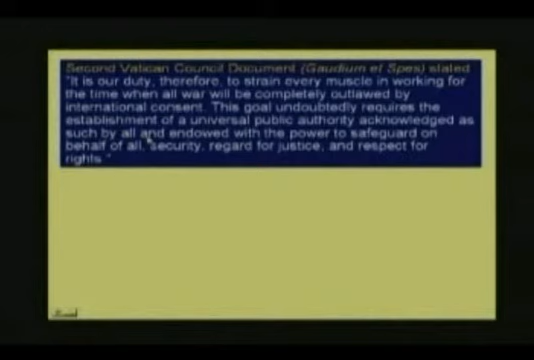 Second Vatican Council Document (Gaudium et Spes) stated
"It is our duty, therefore, to strain every muscle in working for
the time when all war will be completely outlawed by
international consent. This goal undoubtedly requires the
establishment of a universal public authority acknowledged as
such by all and endowed with the power to safeguard on
behalf of all, security, regard for justice, and respect for
rights."